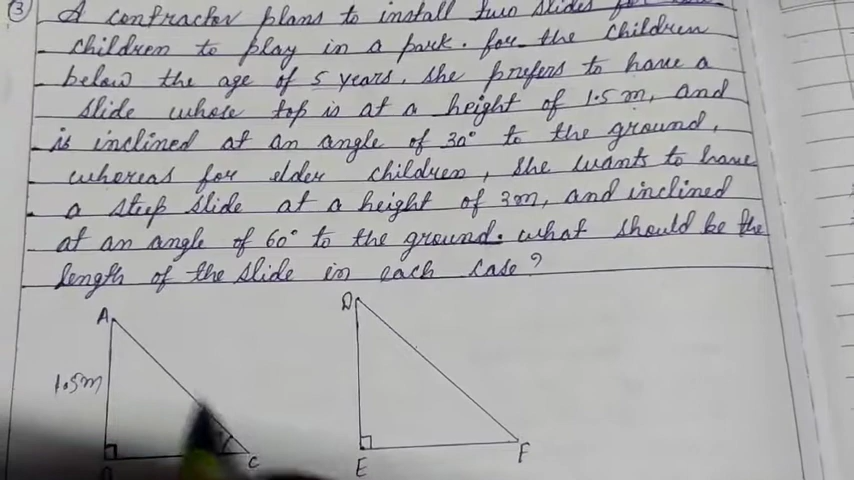 3
A contractor plans to install two slides for
children to play in a park. for the children
below the age of 5 years, she prefers to have a
slide whose top is at a height of 1.5 m, and
is inclined at an angle of 30° to the ground,
whereas for elder children, she wants to have
a steep slide at a height of 3m, and inclined
at an angle of 60° to the ground. what should be the
length of the slide in each case?
A
D
1.5m
C
E
F